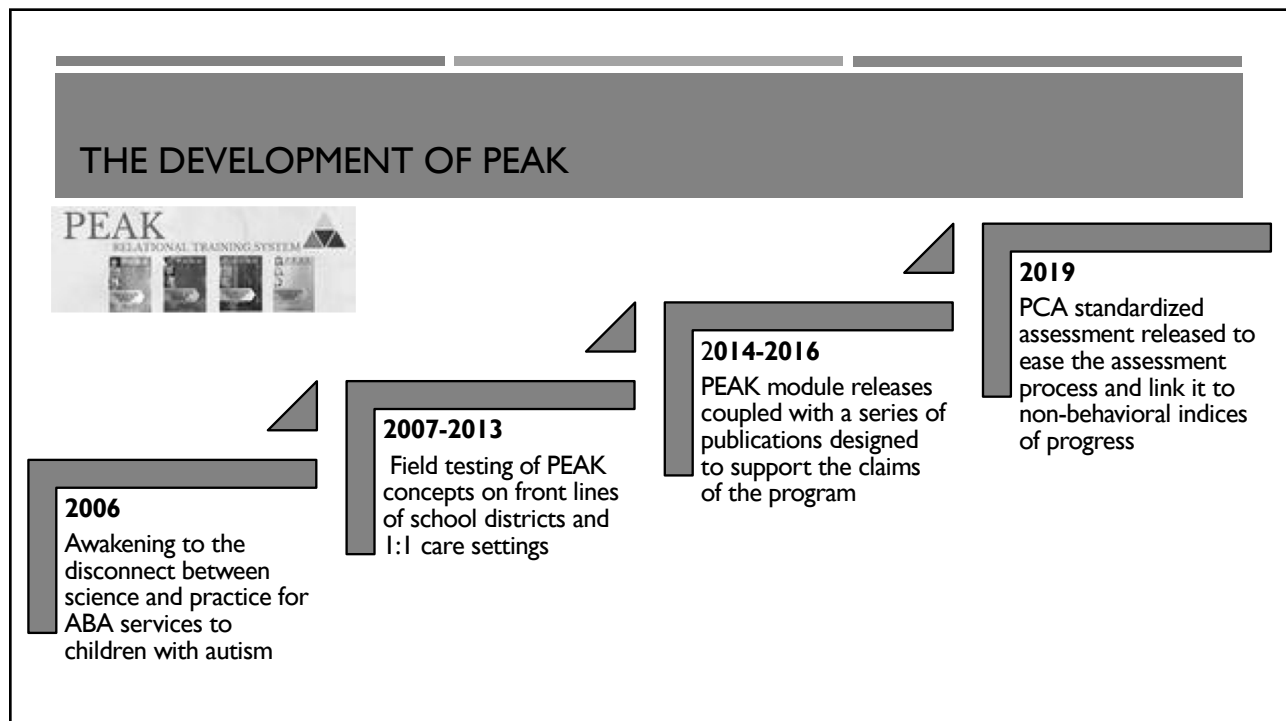 THE DEVELOPMENT OF PEAK
PEAK
RELATIONAL TRAINING SYSTEM
2006
Awakening to the
disconnect between
science and practice for
ABA services to
children with autism
2007-2013
Field testing of PEAK
concepts on front lines
of school districts and
1:1 care settings
2014-2016
PEAK module releases
coupled with a series of
publications designed
to support the claims
of the program
2019
PCA standardized
assessment released to
ease the assessment
process and link it to
non-behavioral indices
of progress